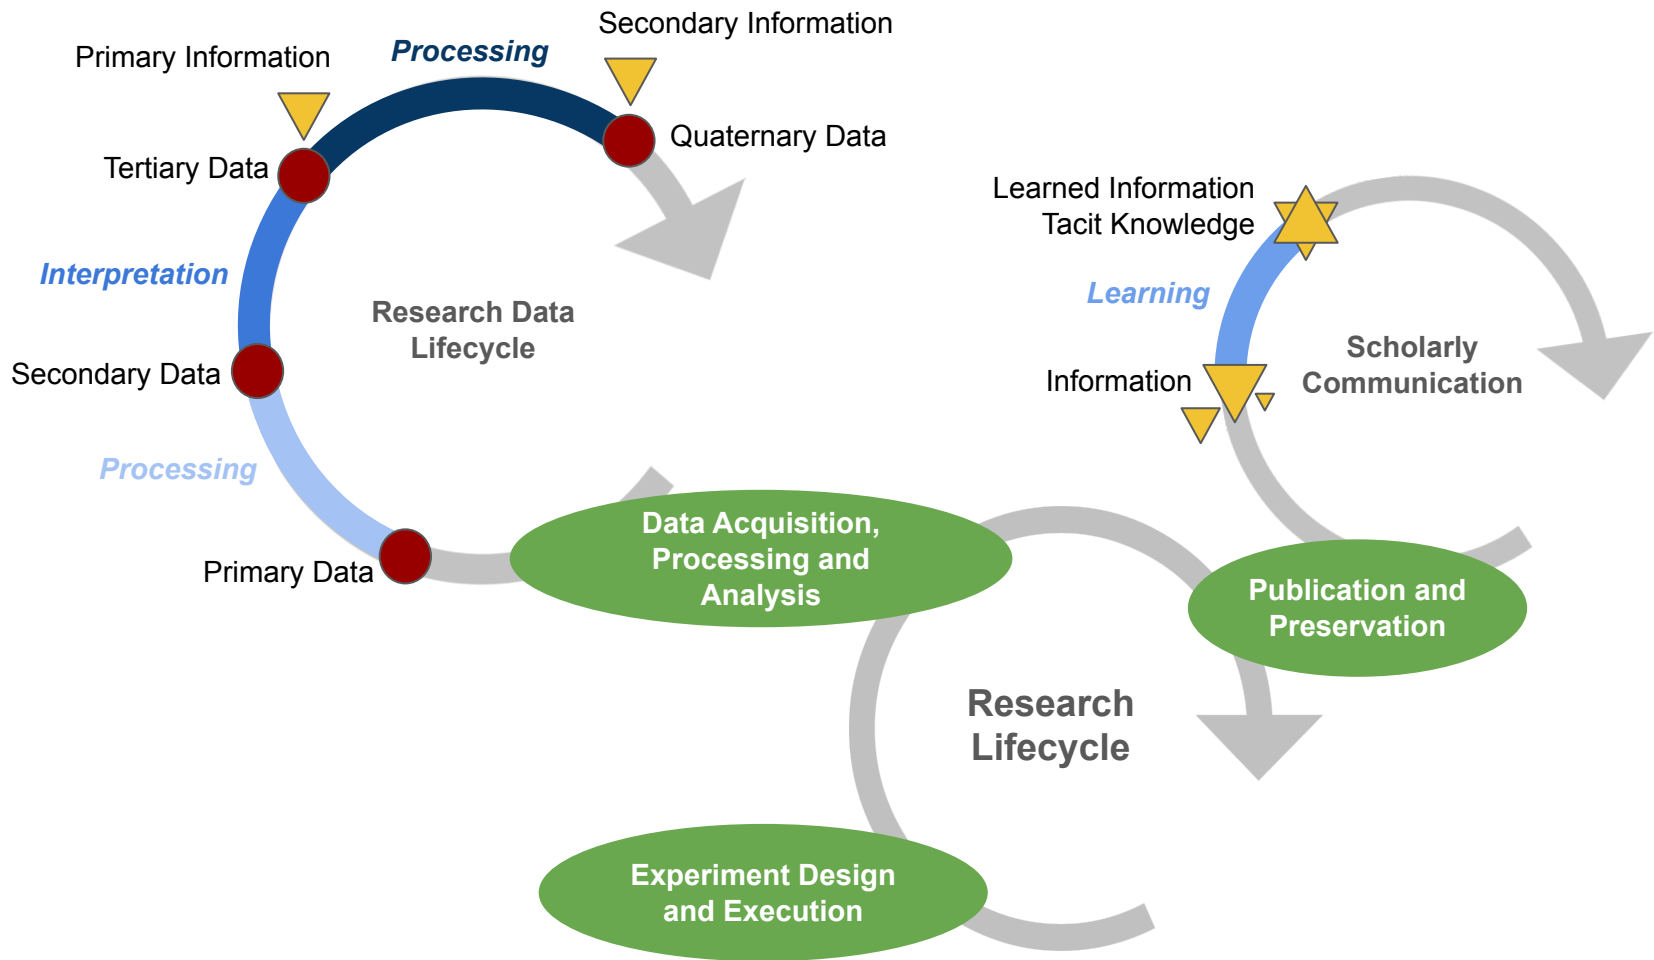 Secondary Information
Processing
Primary Information
Quaternary Data
Tertiary Data
Learned Information
Tacit Knowledge
Interpretation
Learning
Research Data
Lifecycle
Scholarly
Communication
Secondary Data
Information
Processing
Data Acquisition,
Processing and
Analysis
Primary Data
Publication and
Preservation
Research
Lifecycle
Experiment Design
and Execution